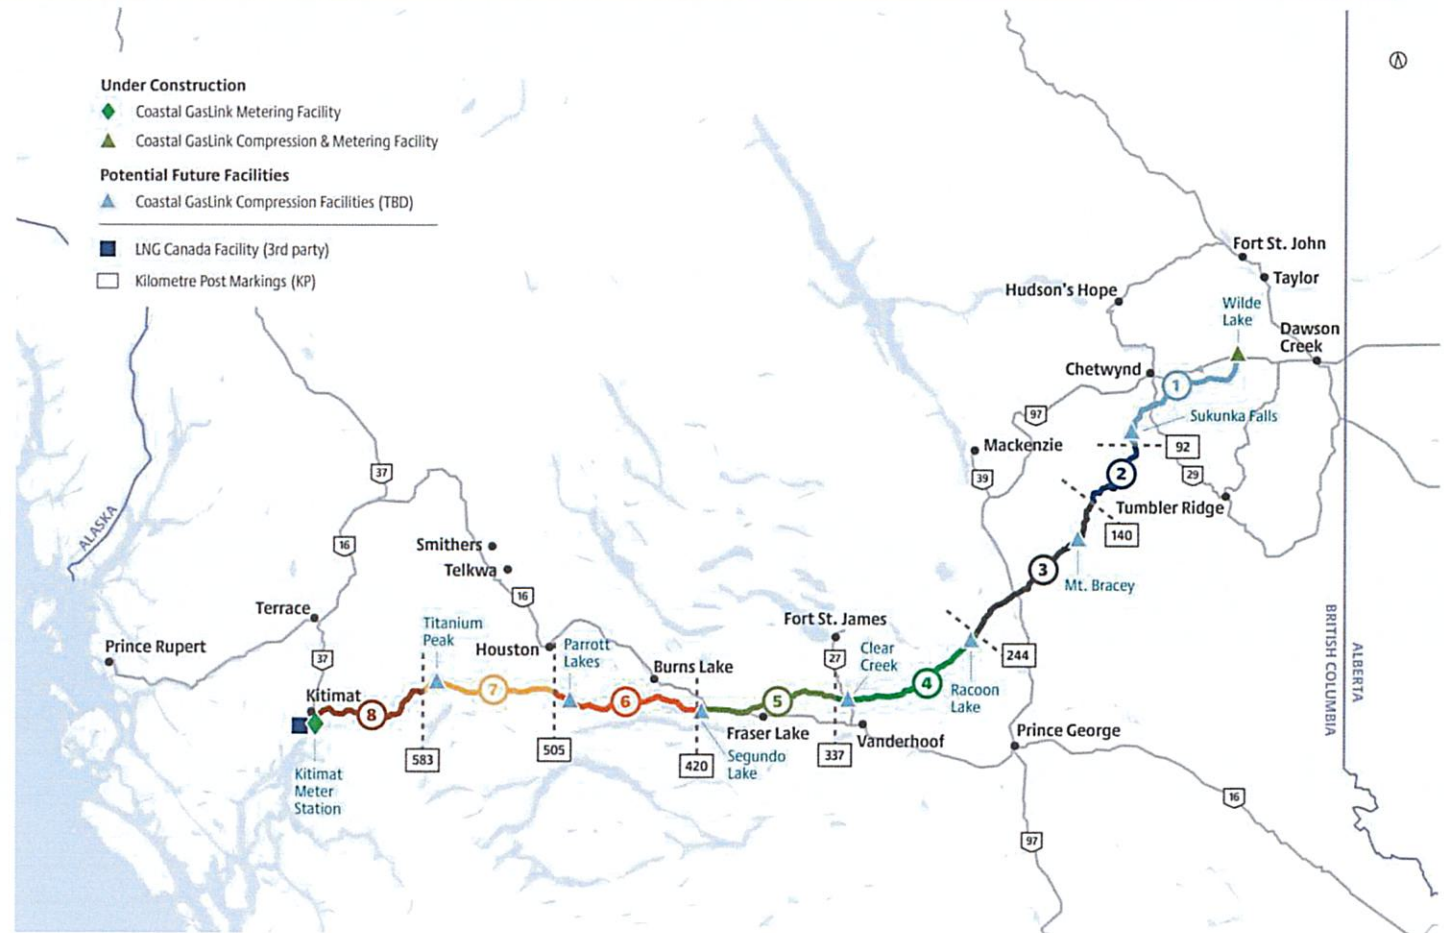 Under Construction
Coastal GasLink Metering Facility
Coastal GasLink Compression & Metering Facility
Potential Future Facilities
Coastal GasLink Compression Facilities (TBD)
LNG Canada Facility (3rd party)
Kilometre Post Markings (KP)
Fort St. John
Taylor
Hudson's Hope
Wilde
Lake
Dawson
Creek
Chetwynd
1
97
Sukunka Falls
Mackenzie
92
39
2
29
37
Tumbler Ridge
140
ALASKA
16
Smithers
Telkwa
3
Mt. Bracey
16
Terrace
Titanium
Peak
Fort St. James
BRITISH COLUMBIA
ALBERTA
Prince Rupert
37
Houston
Parrott
Lakes
27
Clear
Creek
244
Burns Lake
Kitimat
7
4
Racoon
Lake
8
6
5
Fraser Lake
Vanderhoof
Prince George
583
505
420
Segundo
Lake
337
Kitimat
Meter
Station
16
97